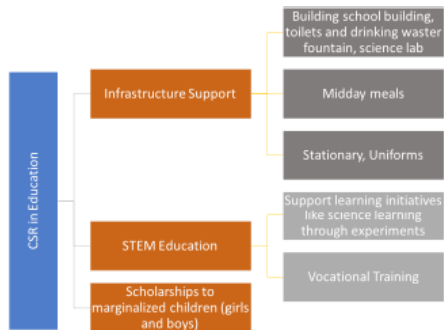 CSR in Education
Infrastructure Support
Building school building,
toilets and drinking waster
fountain, science lab
Midday meals
Stationary, Uniforms
STEM Education
Support learning initiatives
like science learning
through experiments
Vocational Training
Scholarships to
marginalized children (girls
and boys)